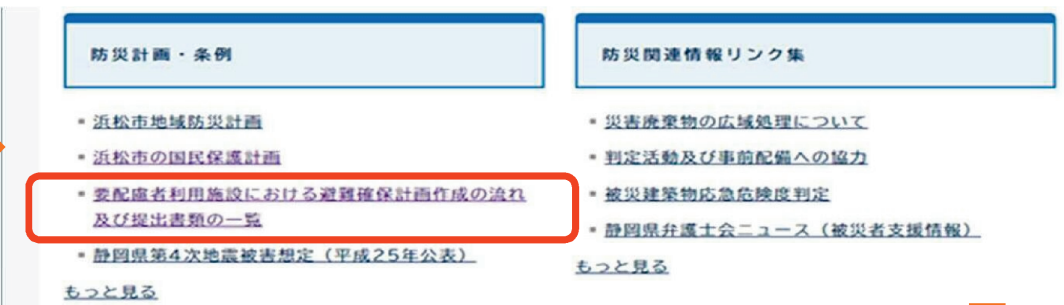 防災計画・条例
浜松市地域防災計画
浜松市の国民保護計画
要配慮者利用施設における避難確保計画作成の流れ
及び提出書類の一覧
静岡県第4次地震被害想定（平成25年公表）
もっと見る
防災関連情報リンク集
災害廃棄物の広域処理について
判定活動及び事前配備への協力
被災建築物応急危険度判定
静岡県弁護士会ニュース（被災者支援情報）
もっと見る